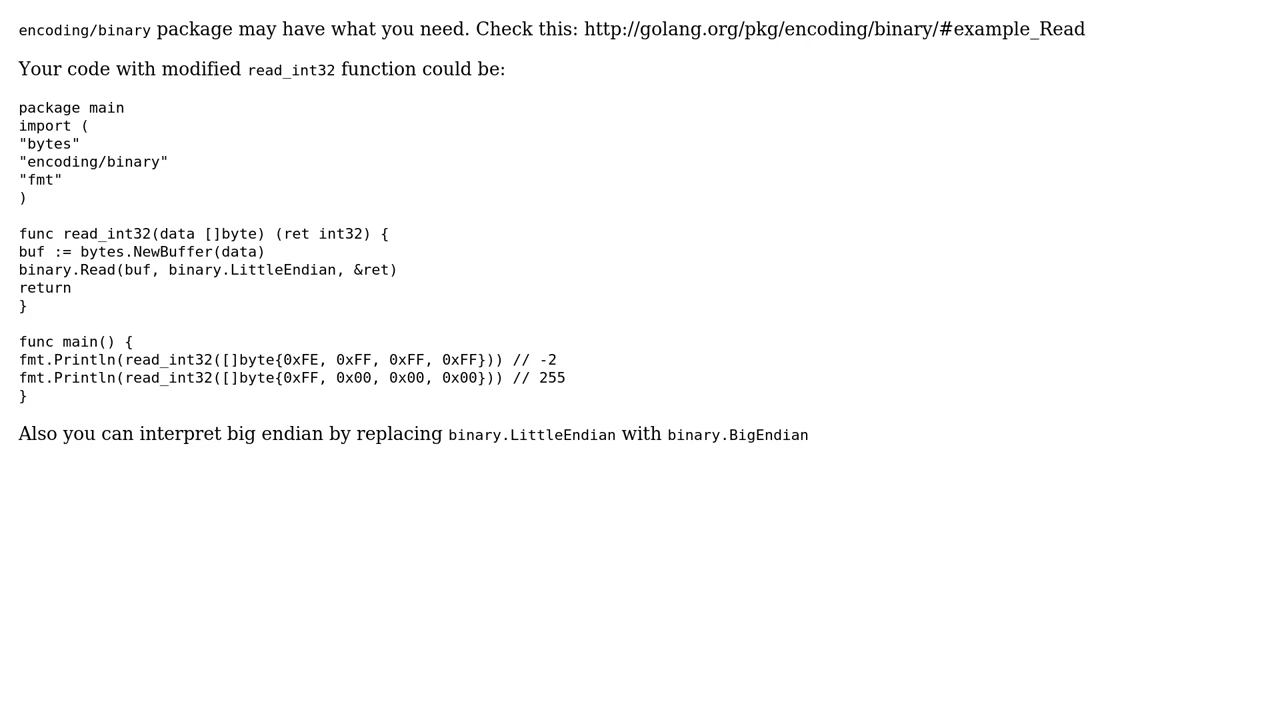 encoding/binary package may have what you need. Check this: http://golang.org/pkg/encoding/binary/#example_Read
Your code with modified read_int32 function could be:
package main
import (
"bytes"
"encoding/binary"
"fmt"
)
func read_int32(data []byte) (ret int32) {
buf := bytes.NewBuffer(data)
binary.Read(buf, binary.LittleEndian, &ret)
return
}
func main() {
fmt.Println(read_int32([]byte{0xFE, 0xFF, 0xFF, 0xFF})) // -2
fmt.Println(read_int32([]byte{0xFF, 0x00, 0x00, 0x00})) // 255
}
Also you can interpret big endian by replacing binary.LittleEndian with binary.BigEndian